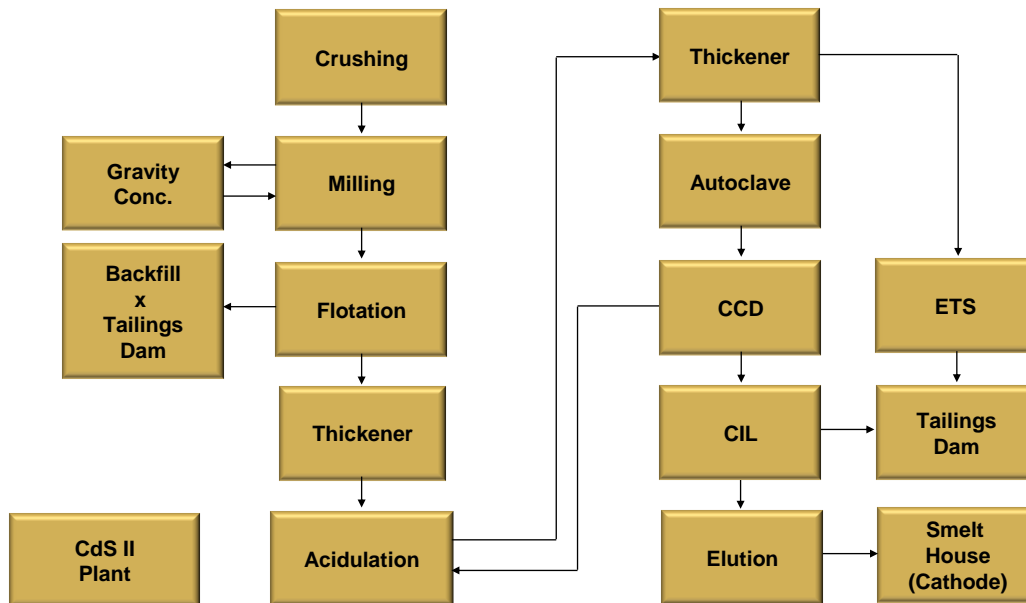 Crushing
Gravity
Conc.
Milling
Backfill
x
Tailings
Dam
Flotation
Thickener
CdS II
Plant
Acidulation
Thickener
Autoclave
CCD
ETS
CIL
Tailings
Dam
Elution
Smelt
House
(Cathode)